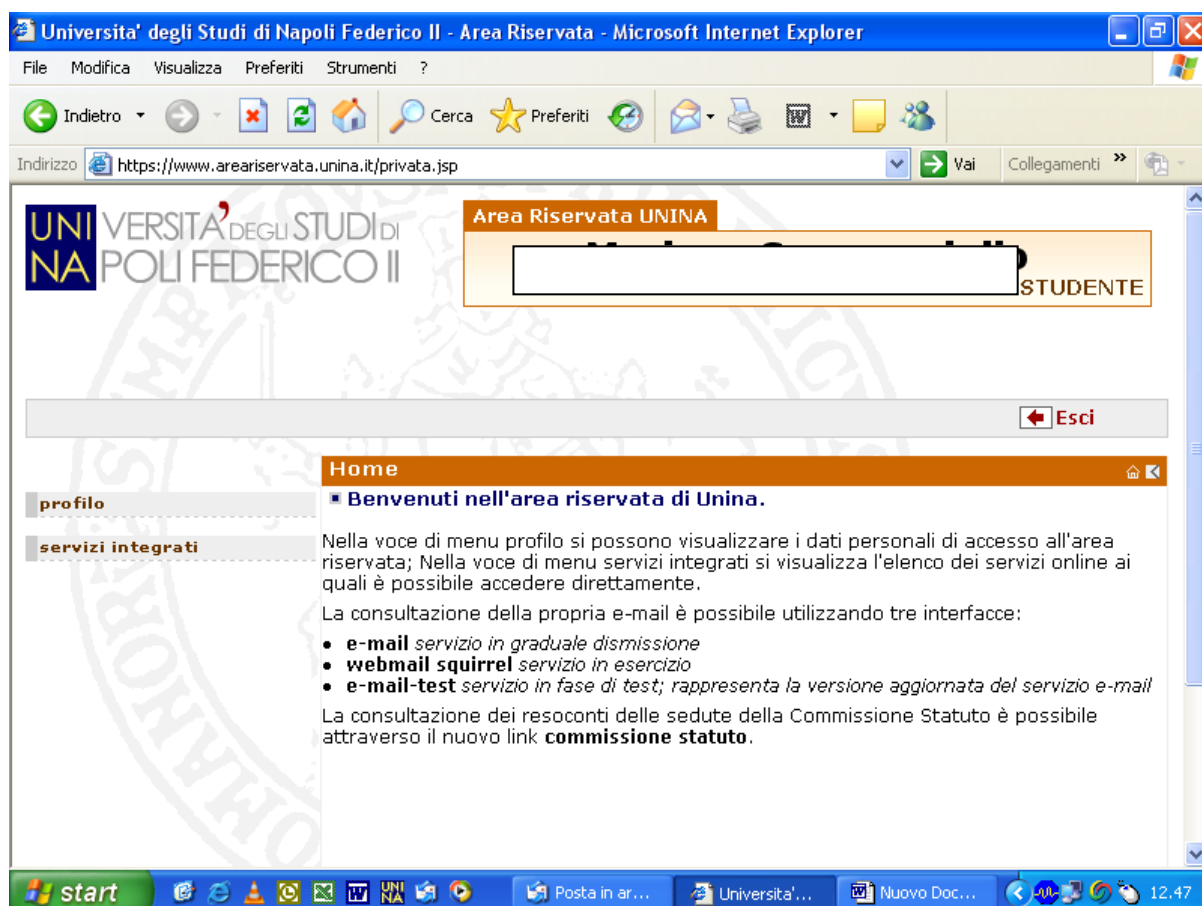 Universita' degli Studi di Napoli Federico II - Area Riservata - Microsoft Internet Explorer
File Modifica Visualizza Preferiti Strumenti ?
Indietro Cerca Preferiti
Indirizzo https://www.areariservata.unina.it/privata.jsp Vai Collegamenti »
UNIVERSITA' DEGLI STUDI DI
NAPOLI FEDERICO II
Area Riservata UNINA
STUDENTE
Esci
Home
profilo
servizi integrati
Benvenuti nell'area riservata di Unina.
Nella voce di menu profilo si possono visualizzare i dati personali di accesso all'area
riservata; Nella voce di menu servizi integrati si visualizza l'elenco dei servizi online ai
quali è possibile accedere direttamente.
La consultazione della propria e-mail è possibile utilizzando tre interfacce:
• e-mail servizio in graduale dismissione
• webmail squirrel servizio in esercizio
• e-mail-test servizio in fase di test; rappresenta la versione aggiornata del servizio e-mail
La consultazione dei resoconti delle sedute della Commissione Statuto è possibile
attraverso il nuovo link commissione statuto.
start UNI NA Posta in ar... Universita'... Nuovo Doc... 12.47